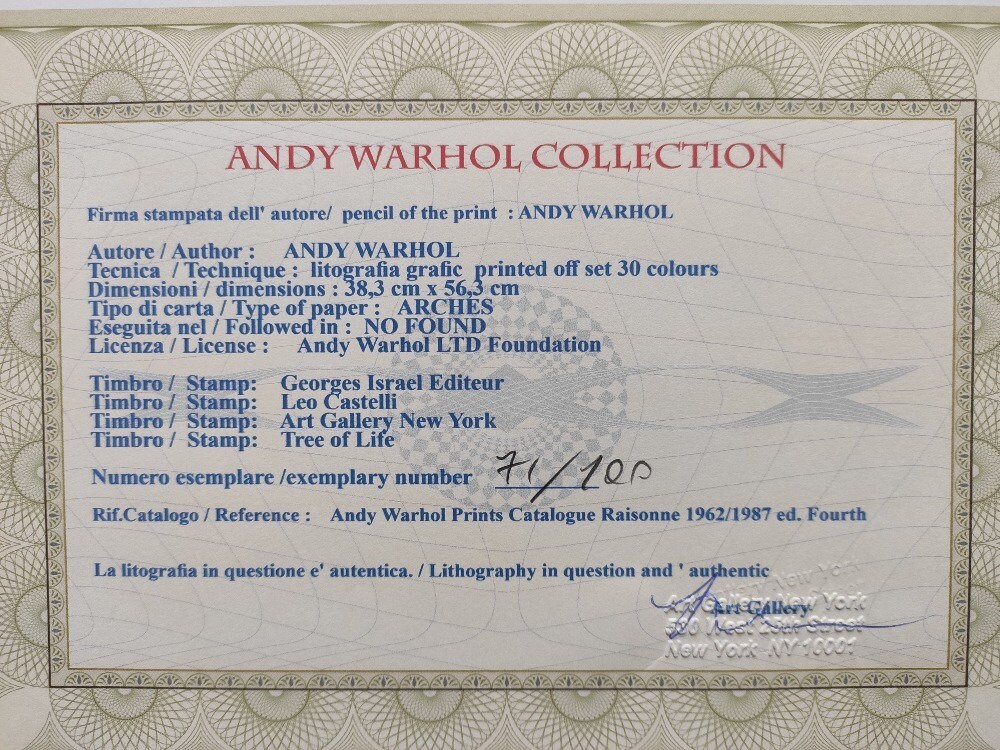 ANDY WARHOL COLLECTION
Firma stampata dell' autore/ pencil of the print : ANDY WARHOL
Autore / Author : ANDY WARHOL
Tecnica / Technique : litografia grafic printed off set 30 colours
Dimensioni / dimensions : 38,3 cm x 56,3 cm
Tipo di carta / Type of paper : ARCHES
Eseguita nel / Followed in : NO FOUND
Licenza / License : Andy Warhol LTD Foundation
Timbro / Stamp: Georges Israel Editeur
Timbro / Stamp: Leo Castelli
Timbro / Stamp: Art Gallery New York
Timbro / Stamp: Tree of Life
Numero esemplare /exemplary number 71/100
Rif.Catalogo / Reference : Andy Warhol Prints Catalogue Raisonne 1962/1987 ed. Fourth
La litografia in questione e' autentica. / Lithography in question and ' authentic
New York
Art Gallery
Art Gallery New York
West Street
New York -NY 10001